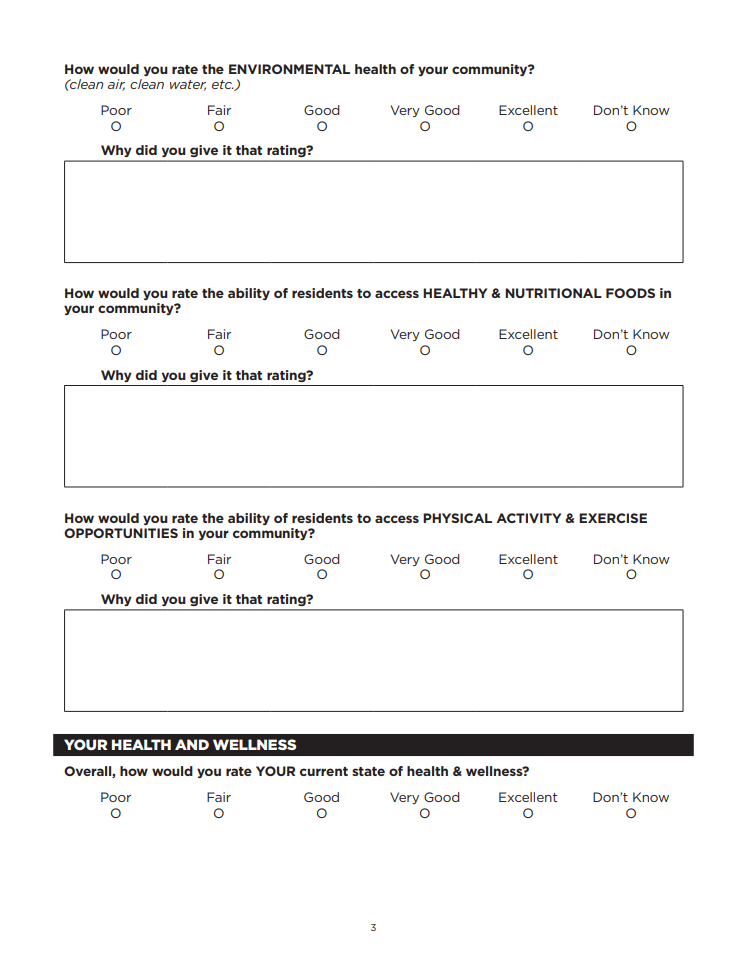 How would you rate the ENVIRONMENTAL health of your community?
(clean air, clean water, etc.)
Poor Fair Good Very Good Excellent Don't Know
O O O O O O
Why did you give it that rating?
How would you rate the ability of residents to access HEALTHY & NUTRITIONAL FOODS in
your community?
Poor Fair Good Very Good Excellent Don't Know
O O O O O O
Why did you give it that rating?
How would you rate the ability of residents to access PHYSICAL ACTIVITY & EXERCISE
OPPORTUNITIES in your community?
Poor Fair Good Very Good Excellent Don't Know
O O O O O O
Why did you give it that rating?
YOUR HEALTH AND WELLNESS
Overall, how would you rate YOUR current state of health & wellness?
Poor Fair Good Very Good Excellent Don't Know
O O O O O O
3